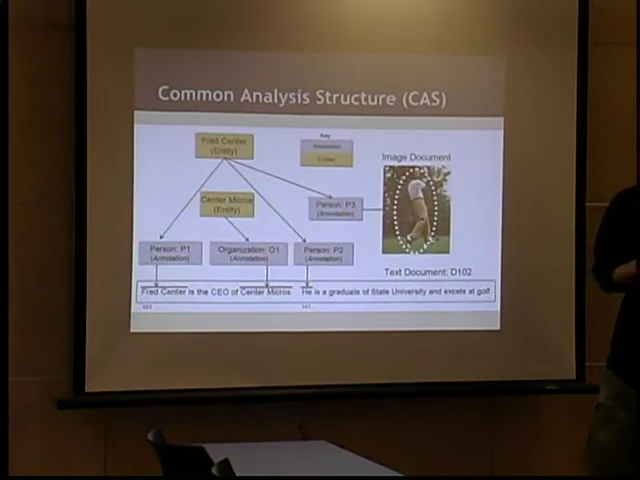 Common Analysis Structure (CAS)
Fred Center
(Entity)
Key
Annotation
Image Document
Center Micros
(Entity)
Person: P3
(Annotation)
Person: P1
(Annotation)
Organization: O1
(Annotation)
Person: P2
(Annotation)
Text Document: D102
Fred Center is the CEO of Center Micros. He is a graduate of State University and excels at golf.